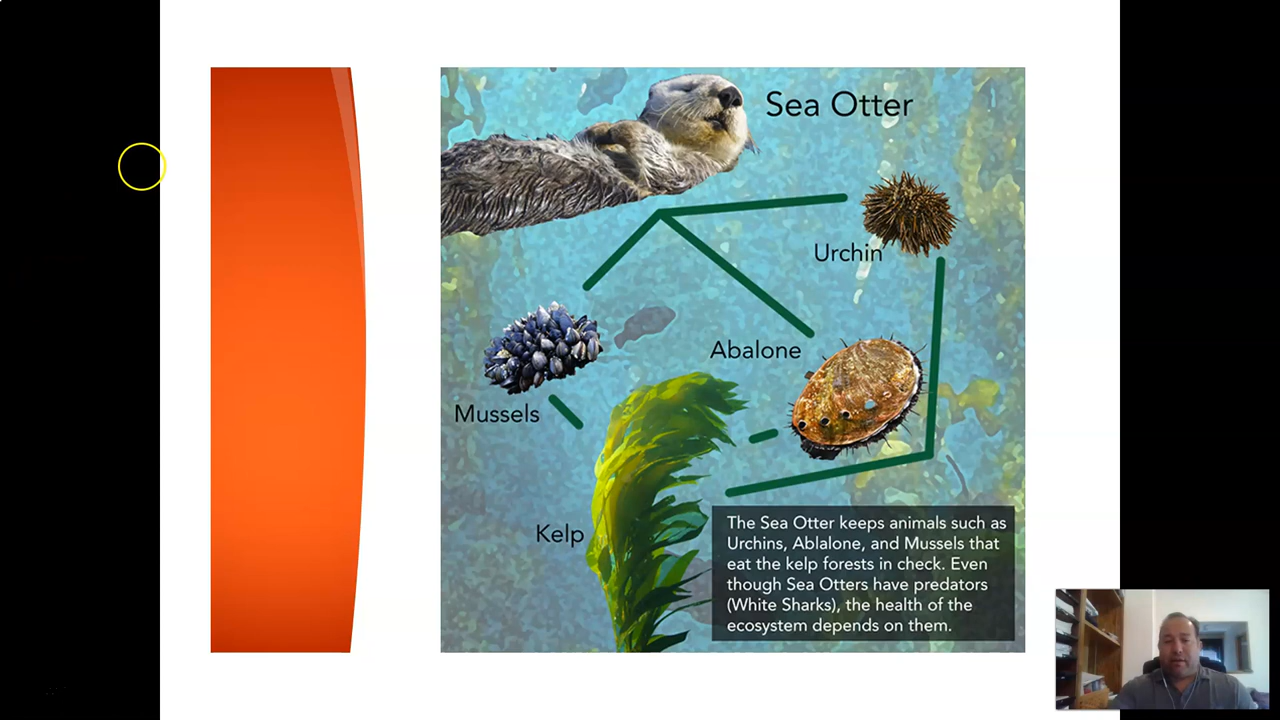 Sea Otter
Urchin
Abalone
Mussels
Kelp
The Sea Otter keeps animals such as
Urchins, Ablalone, and Mussels that
eat the kelp forests in check. Even
though Sea Otters have predators
(White Sharks), the health of the
ecosystem depends on them.